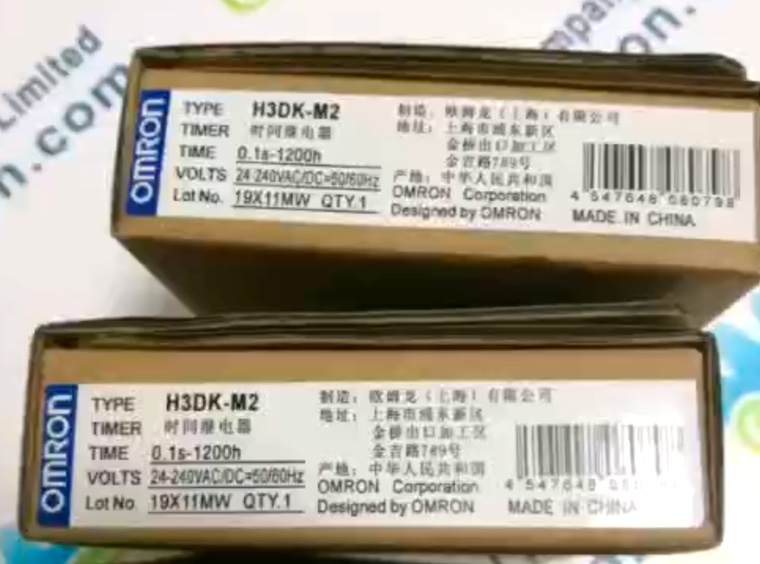 Limited
.com
OMRON
TYPE H3DK-M2
TIMER 时间继电器
TIME 0.1s-1200h
VOLTS 24-240VAC/DC=50/60Hz
Lot No. 19X11MW QTY.1
制造：欧姆龙（上海）有限公司
地址：上海市浦东新区
金桥出口加工区
金吉路789号
产地：中华人民共和国
OMRON Corporation
Designed by OMRON
4 547648 080798
MADE IN CHINA
OMRON
TYPE H3DK-M2
TIMER 时间继电器
TIME 0.1s-1200h
VOLTS 24-240VAC/DC=50/60Hz
Lot No 19X11MW QTY.1
制造：欧姆龙（上海）有限公司
地址：上海市浦东新区
金桥出口加工区
金吉路789号
产地：中华人民共和国
OMRON Corporation
Designed by OMRON
4 547648
MADE IN CHINA